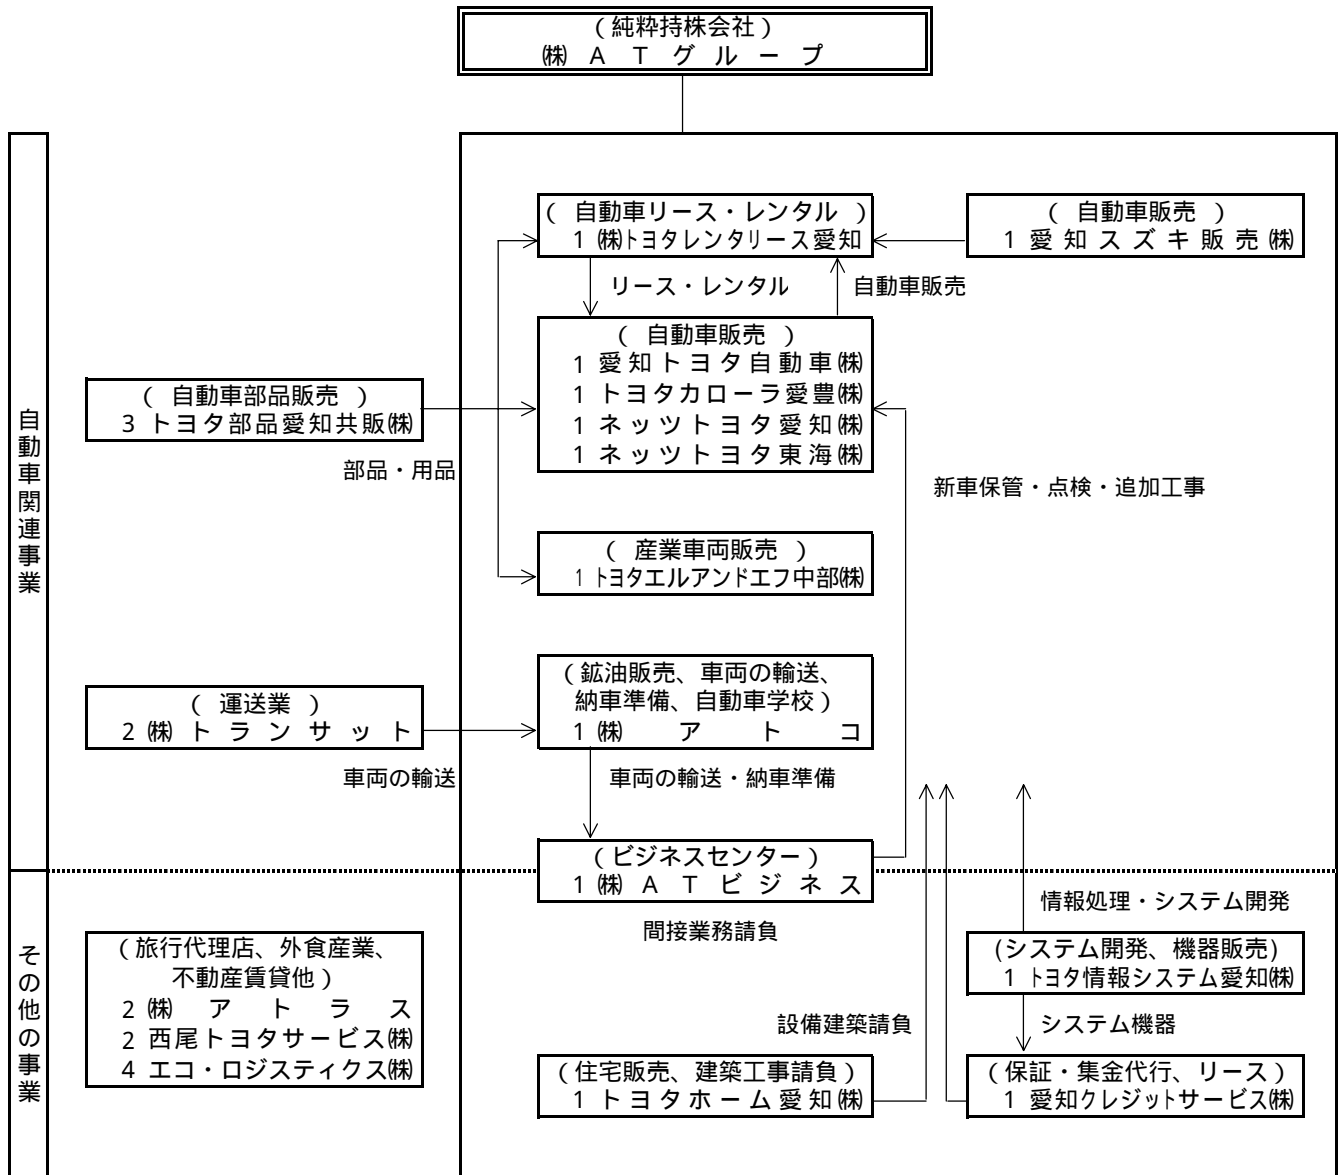 (純粋持株会社)
㈱ATグループ
自動車関連事業
(自動車リース・レンタル)
1 ㈱トヨタレンタリース愛知
(自動車販売)
1 愛知スズキ販売㈱
リース・レンタル
自動車販売
(自動車販売)
1 愛知トヨタ自動車㈱
1 トヨタカローラ愛豊㈱
1 ネッツトヨタ愛知㈱
1 ネッツトヨタ東海㈱
(自動車部品販売)
3 トヨタ部品愛知共販㈱
部品・用品
新車保管・点検・追加工事
(産業車両販売)
1 トヨタエルアンドエフ中部㈱
(鉱油販売、車両の輸送、
納車準備、自動車学校)
1 ㈱アトコ
(運送業)
2 ㈱トランサット
車両の輸送
車両の輸送・納車準備
(ビジネスセンター)
1 ㈱ATビジネス
間接業務請負
その他の事業
(旅行代理店、外食産業、
不動産賃貸他)
2 ㈱アトラス
2 西尾トヨタサービス㈱
4 エコ・ロジスティクス㈱
情報処理・システム開発
(システム開発、機器販売)
1 トヨタ情報システム愛知㈱
設備建築請負
システム機器
(住宅販売、建築工事請負)
1 トヨタホーム愛知㈱
(保証・集金代行、リース)
1 愛知クレジットサービス㈱